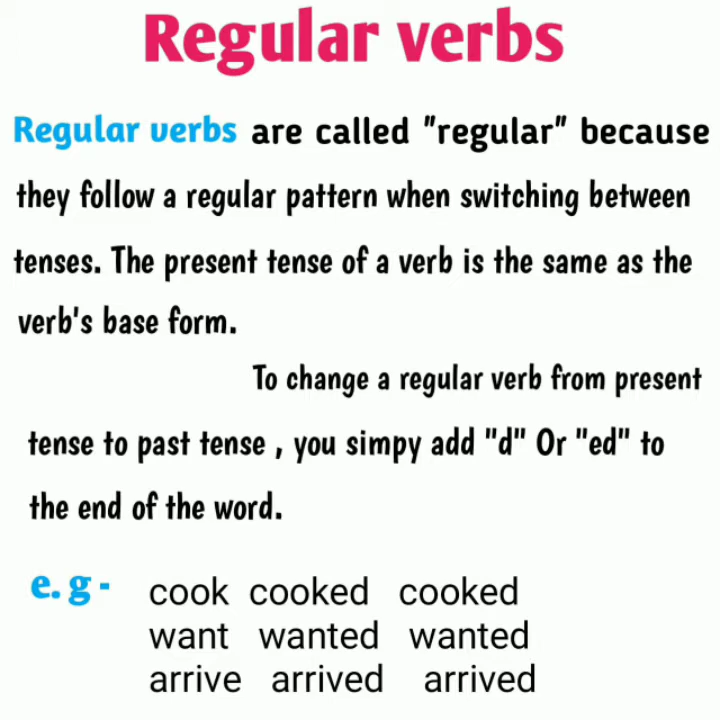 Regular verbs
Regular verbs are called "regular" because
they follow a regular pattern when switching between
tenses. The present tense of a verb is the same as the
verb's base form.
To change a regular verb from present
tense to past tense , you simpy add "d" Or "ed" to
the end of the word.
e. g - cook cooked cooked
want wanted wanted
arrive arrived arrived